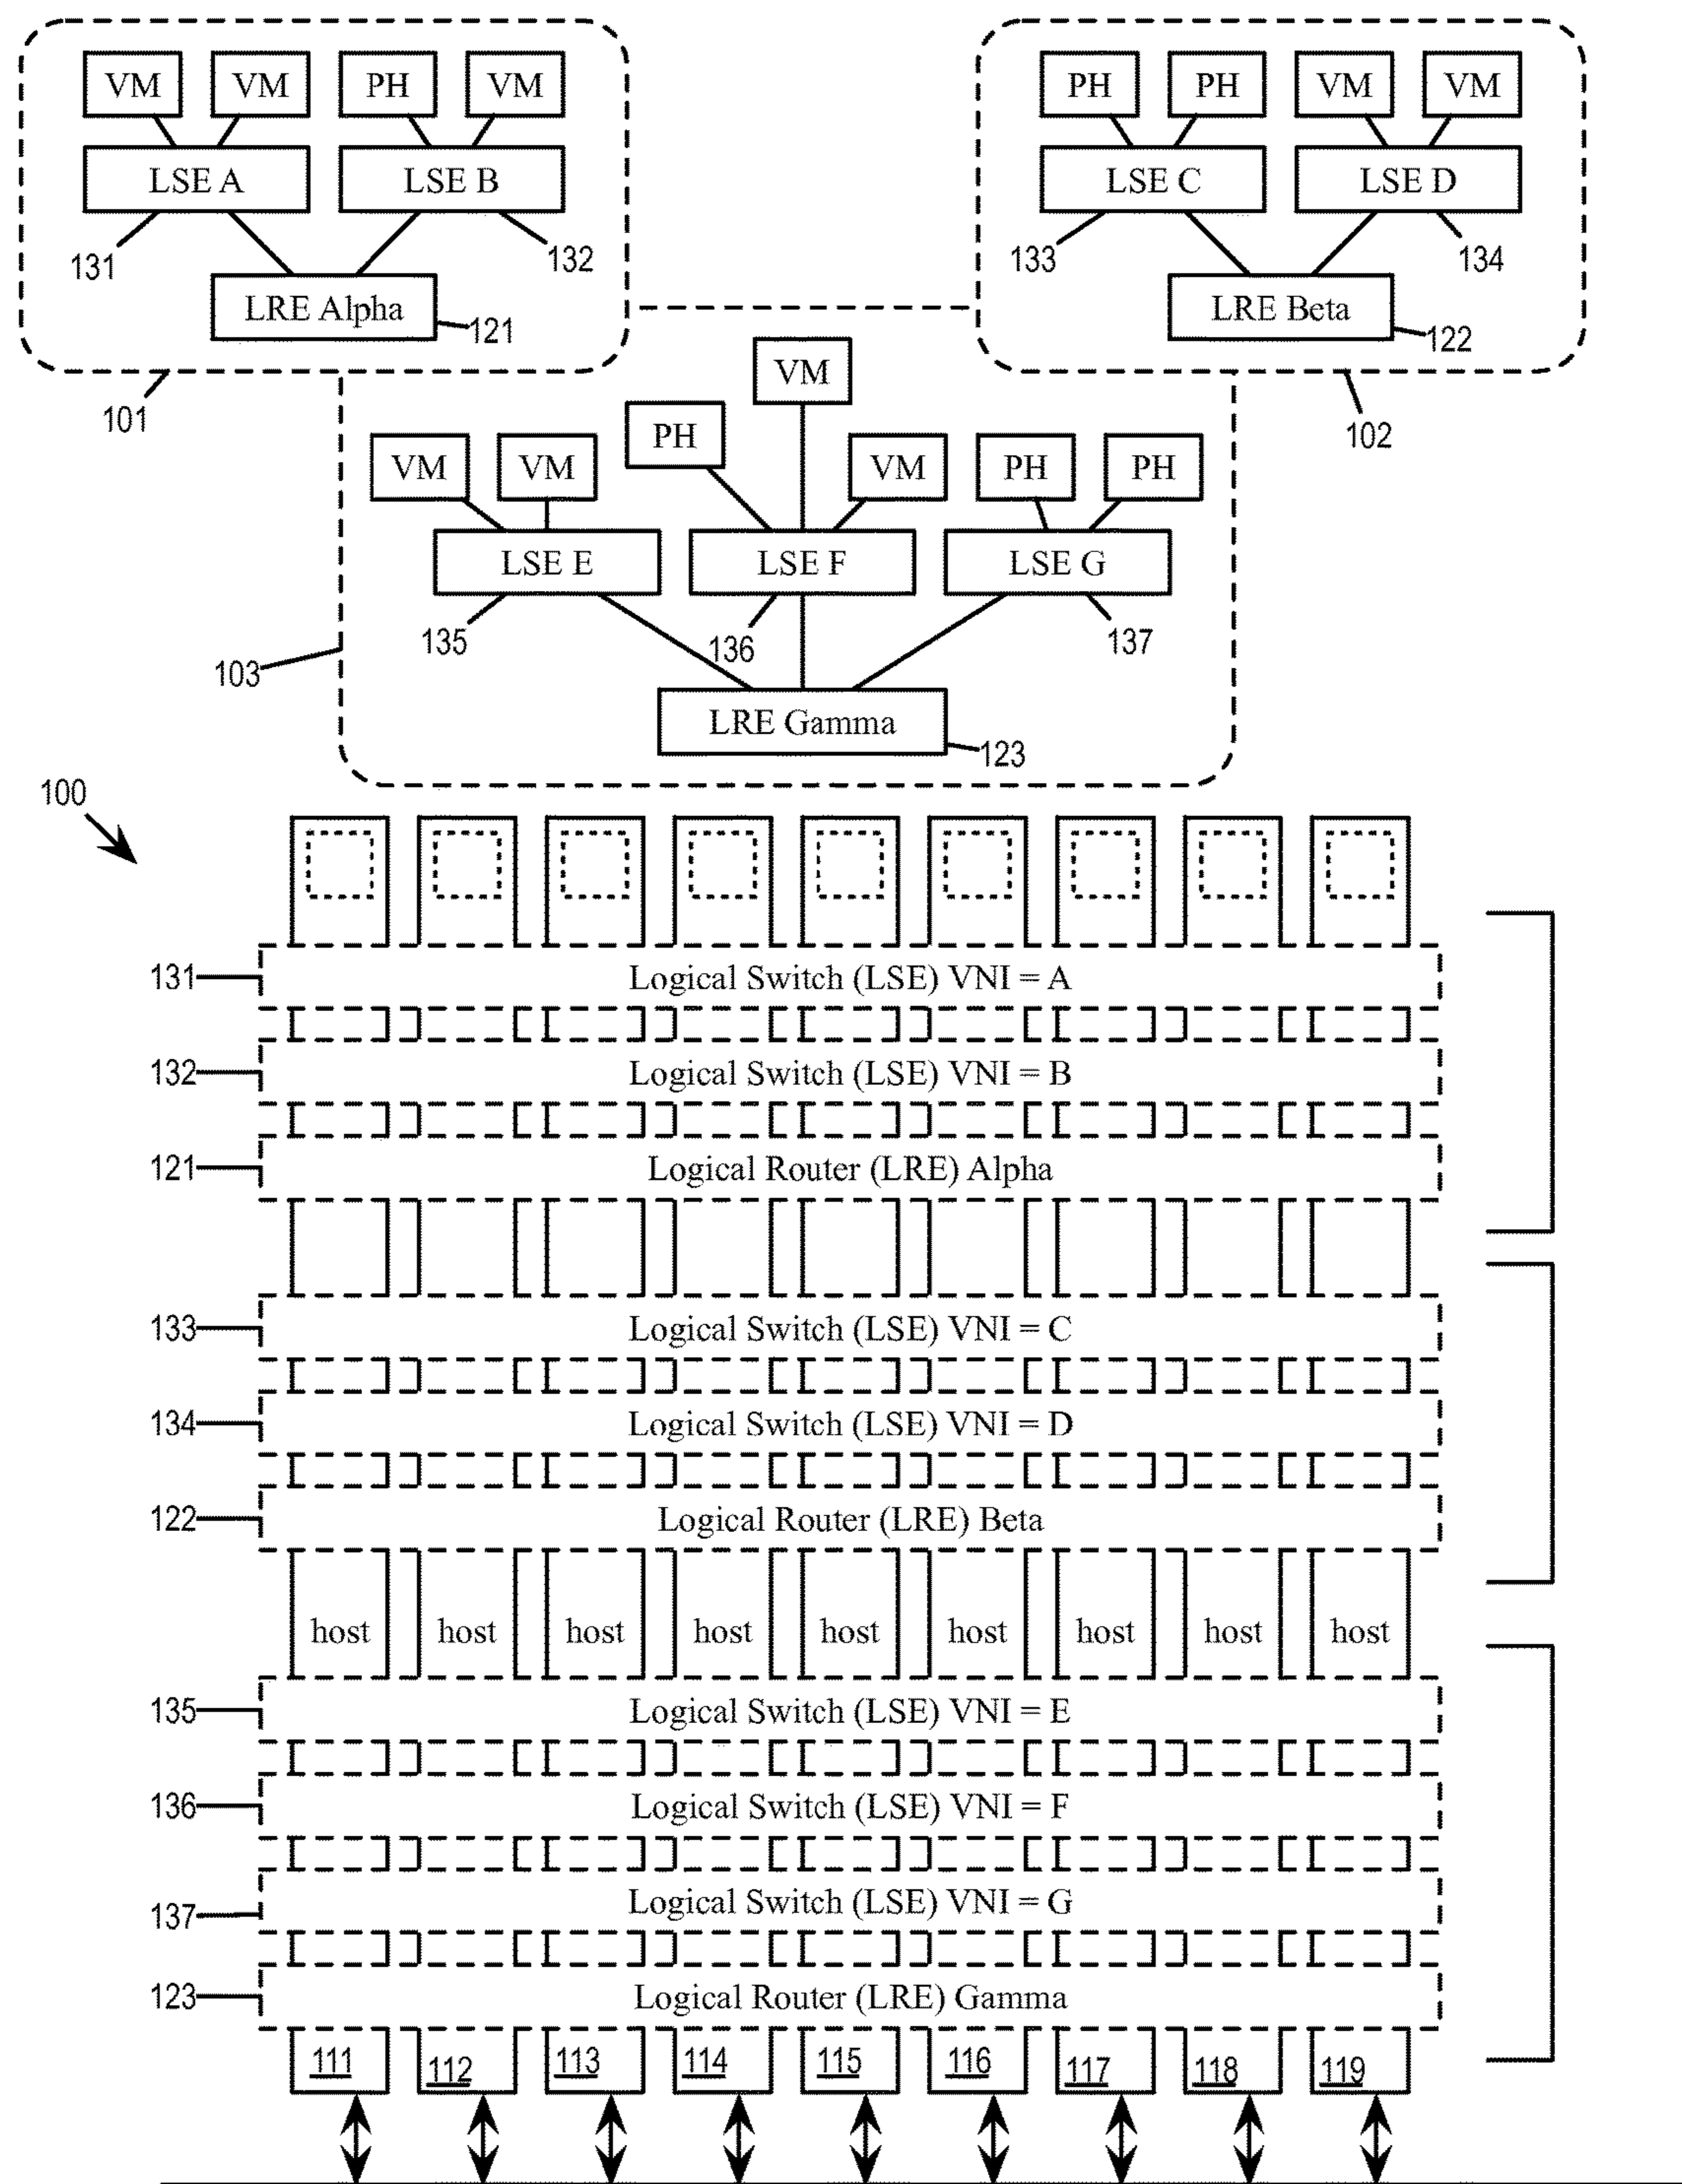 VM VM PH VM
PH PH VM VM
LSE A LSE B
LSE C LSE D
131 132
133 134
LRE Alpha
121
LRE Beta
122
101
102
VM
PH
VM VM VM PH PH
LSE E LSE F LSE G
135 136 137
103
LRE Gamma
123
100
131 Logical Switch (LSE) VNI = A
132 Logical Switch (LSE) VNI = B
121 Logical Router (LRE) Alpha
133 Logical Switch (LSE) VNI = C
134 Logical Switch (LSE) VNI = D
122 Logical Router (LRE) Beta
host host host host host host host host host
135 Logical Switch (LSE) VNI = E
136 Logical Switch (LSE) VNI = F
137 Logical Switch (LSE) VNI = G
123 Logical Router (LRE) Gamma
111 112 113 114 115 116 117 118 119